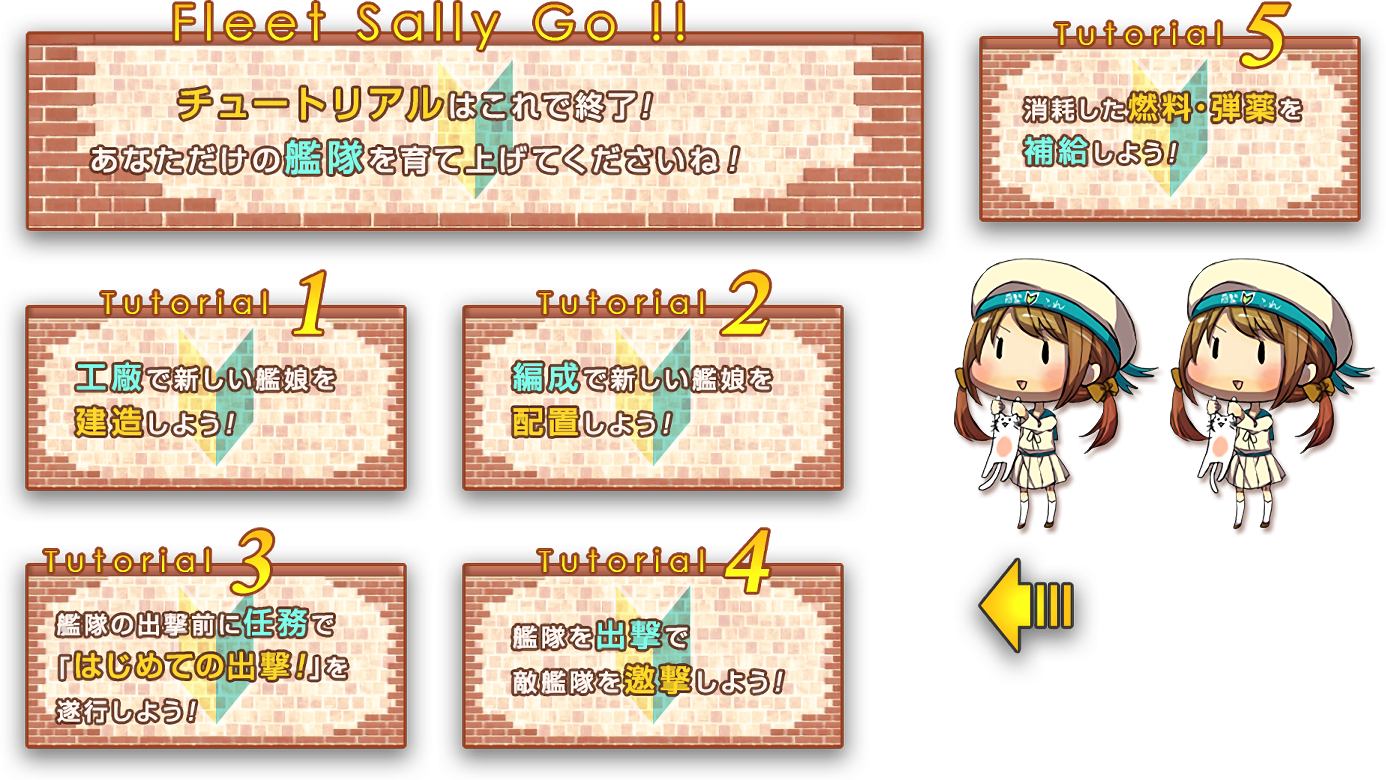 Fleet Sally Go !!
チュートリアルはこれで終了!
あなただけの艦隊を育て上げてくださいね!
Tutorial 5
消耗した燃料・弾薬を
補給しよう!
Tutorial 1
工廠で新しい艦娘を
建造しよう!
Tutorial 2
編成で新しい艦娘を
配置しよう!
Tutorial 3
艦隊の出撃前に任務で
「はじめての出撃!」を
遂行しよう!
Tutorial 4
艦隊を出撃で
敵艦隊を邀撃しよう!